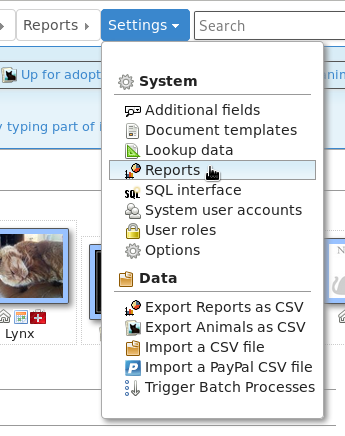 Reports
Settings
Search
System
Up for adopt
Additional fields
Document templates
y typing part of
Lookup data
Reports
SQL interface
System user accounts
User roles
Options
Data
Export Reports as CSV
Export Animals as CSV
Lynx
Import a CSV file
Import a PayPal CSV file
Trigger Batch Processes